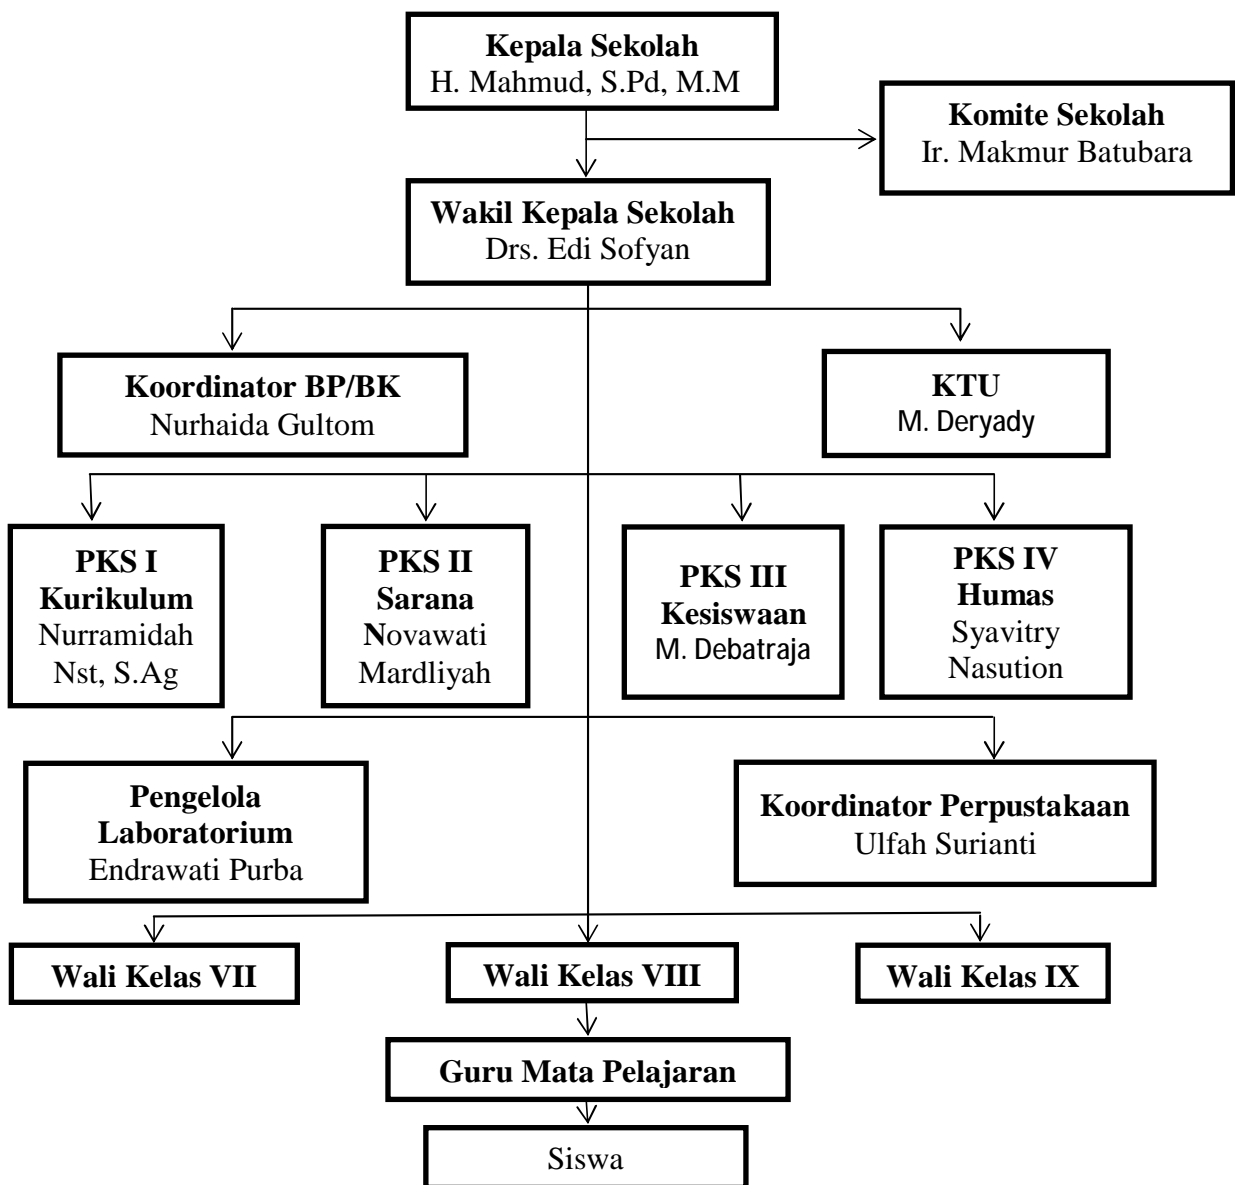 Kepala Sekolah
H. Mahmud, S.Pd, M.M
Komite Sekolah
Ir. Makmur Batubara
Wakil Kepala Sekolah
Drs. Edi Sofyan
Koordinator BP/BK
Nurhaida Gultom
KTU
M. Deryady
PKS I
Kurikulum
Nurramidah
Nst, S.Ag
PKS II
Sarana
Novawati
Mardliyah
PKS III
Kesiswaan
M. Debatraja
PKS IV
Humas
Syavitry
Nasution
Pengelola
Laboratorium
Endrawati Purba
Koordinator Perpustakaan
Ulfah Surianti
Wali Kelas VII
Wali Kelas VIII
Wali Kelas IX
Guru Mata Pelajaran
Siswa